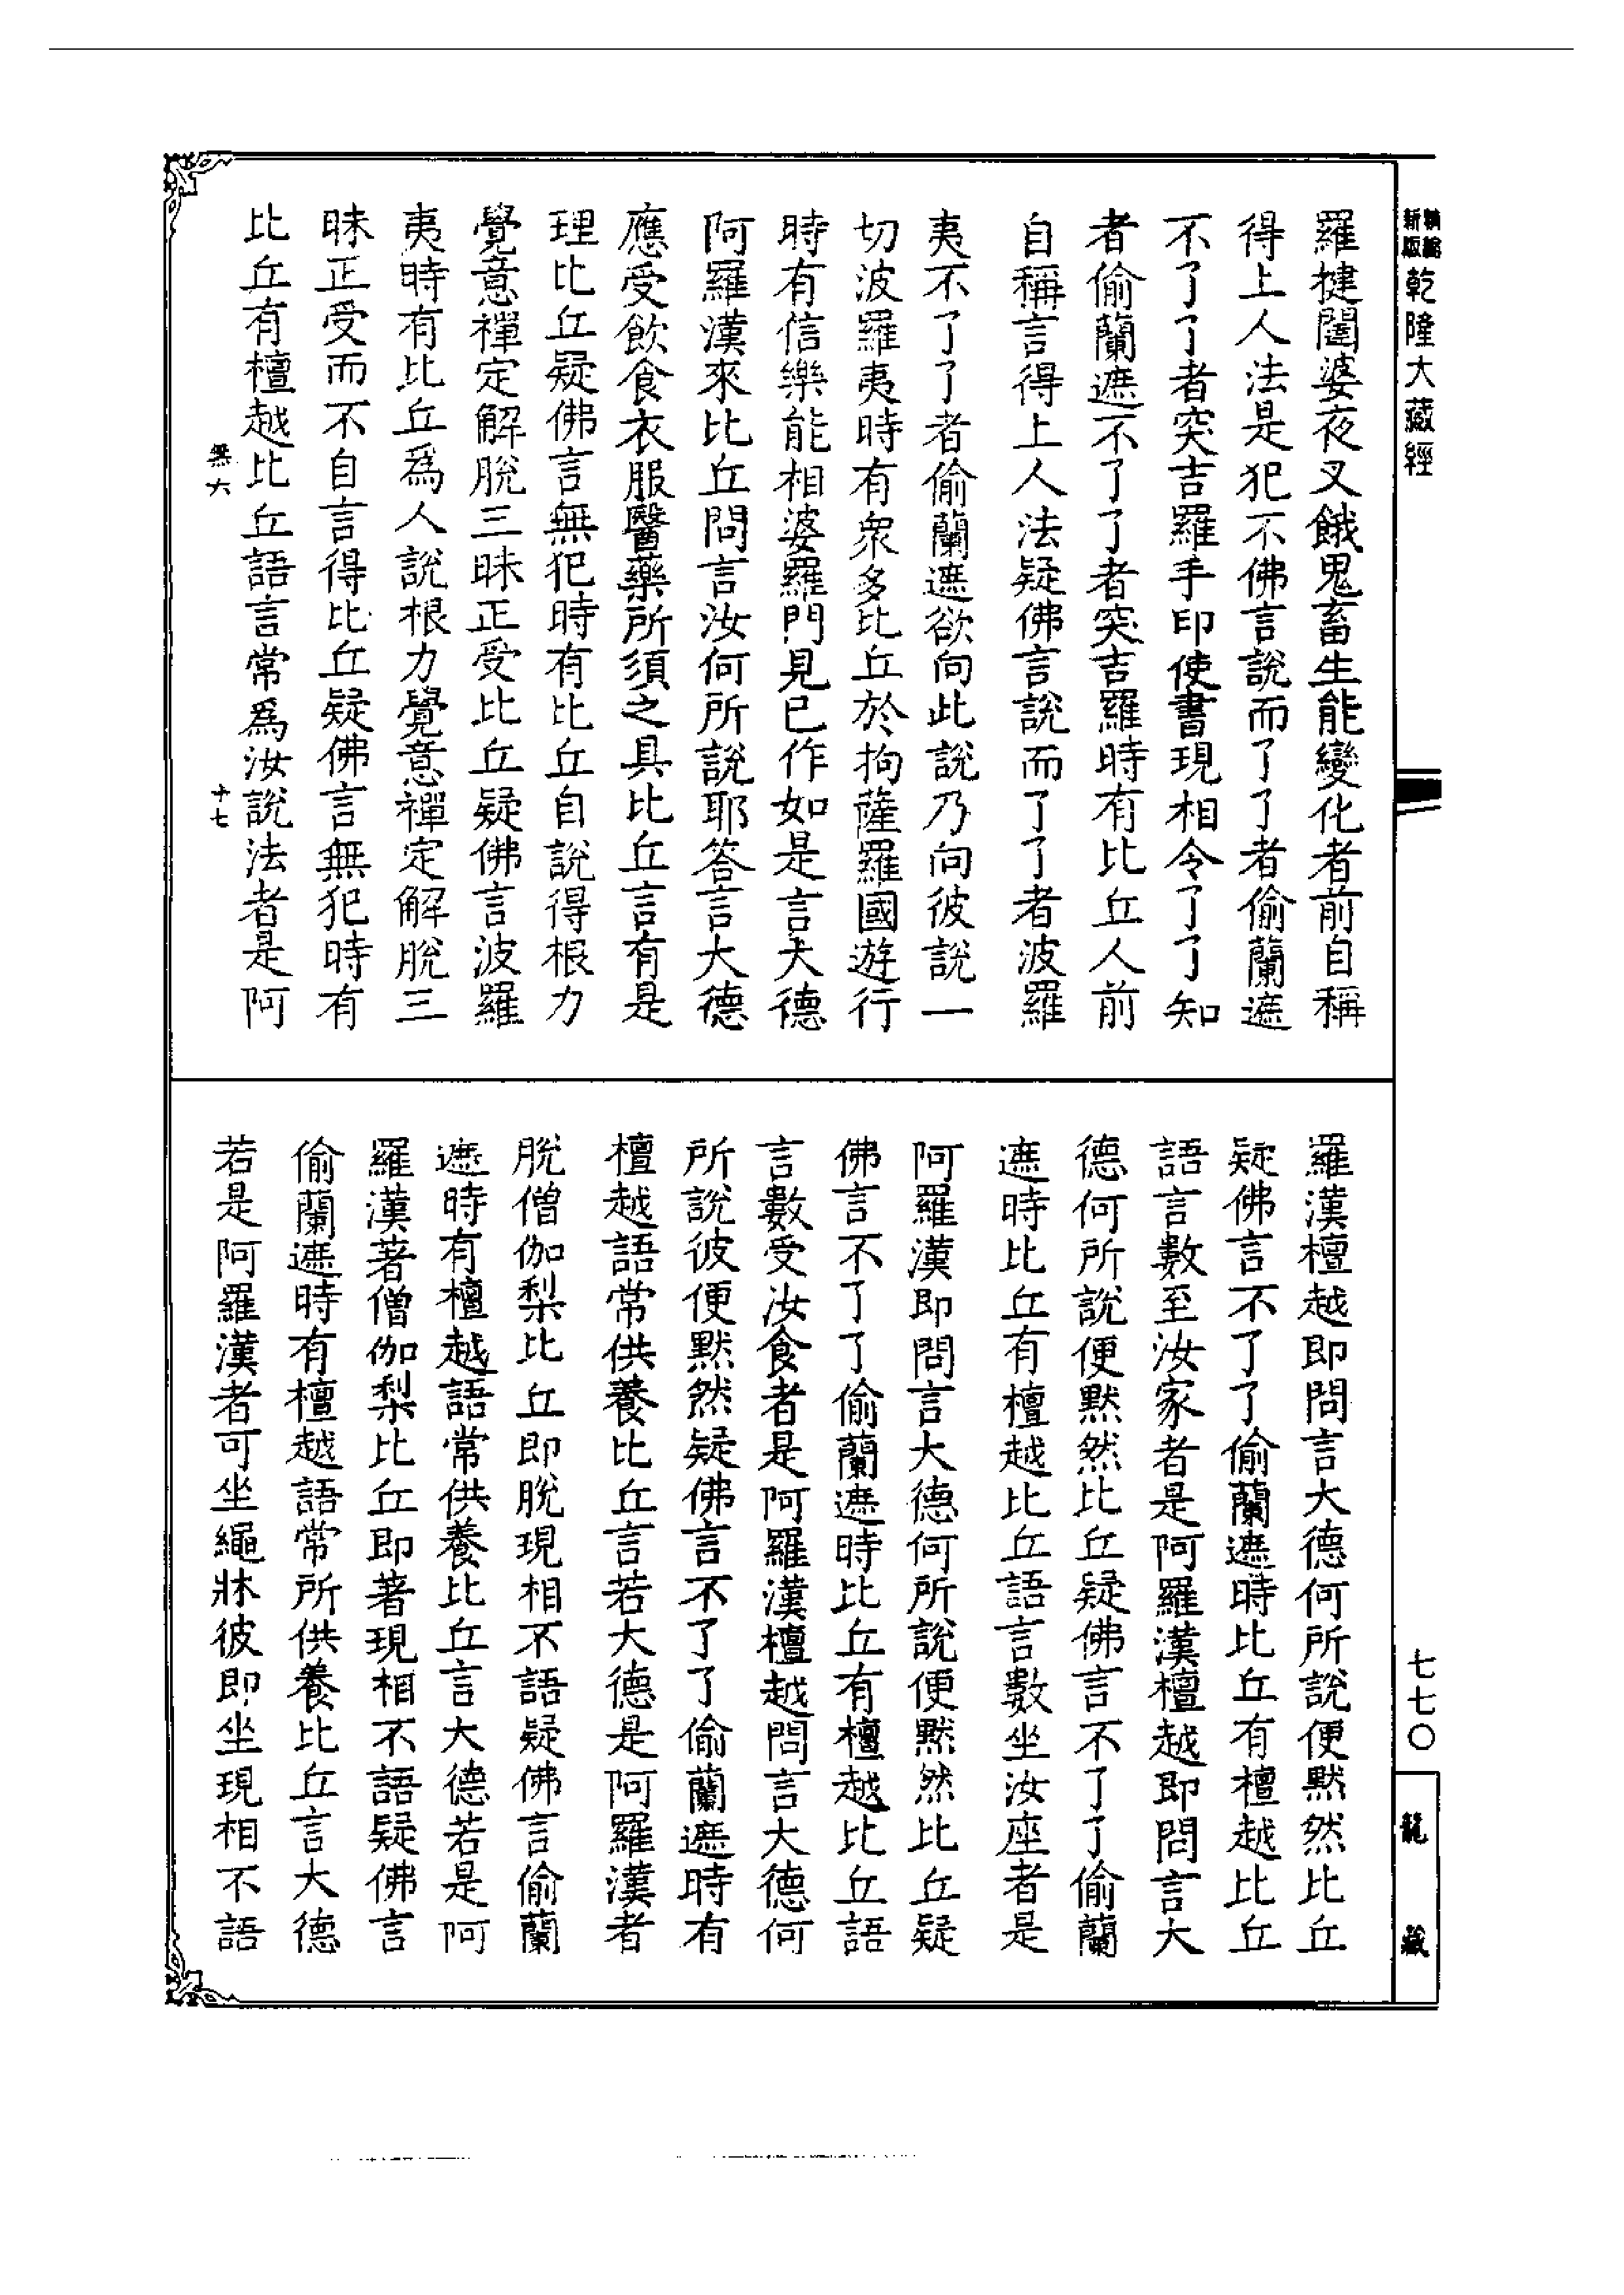 精縮新版乾隆大藏經
羅揵闥婆夜叉餓鬼畜生能變化者前自稱
得上人法是犯不佛言說而了了者偷蘭遮
不了了者突吉羅手印使書現相令了了知
者偷蘭遮不了了者突吉羅時有比丘人前
自稱言得上人法疑佛言說而了了者波羅
夷不了了者偷蘭遮欲向此說乃向彼說一
切波羅夷時有眾多比丘於拘薩羅國遊行
時有信樂能相婆羅門見已作如是言大德
阿羅漢來比丘問言汝何所說耶答言大德
應受飲食衣服醫藥所須之具比丘言有是
理比丘疑佛言無犯時有比丘自說得根力
覺意禪定解脫三昧正受比丘疑佛言波羅
夷時有比丘為人說根力覺意禪定解脫三
昧正受而不自言得比丘疑佛言無犯時有
比丘有檀越比丘語言常為汝說法者是阿
無六 十七
羅漢檀越即問言大德何所說便默然比丘
疑佛言不了了偷蘭遮時比丘有檀越比丘
語言數至汝家者是阿羅漢檀越即問言大
德何所說便默然比丘疑佛言不了了偷蘭
遮時比丘有檀越比丘語言數坐汝座者是
阿羅漢即問言大德何所說便默然比丘疑
佛言不了了偷蘭遮時比丘有檀越比丘語
言數受汝食者是阿羅漢檀越問言大德何
所說彼便默然疑佛言不了了偷蘭遮時有
檀越語常供養比丘言若大德是阿羅漢者
脫僧伽梨比丘即脫現相不語疑佛言偷蘭
遮時有檀越語常供養比丘言大德若是阿
羅漢著僧伽梨比丘即著現相不語疑佛言
偷蘭遮時有檀越語常所供養比丘言大德
若是阿羅漢者可坐繩牀彼即坐現相不語
七七〇
龍藏